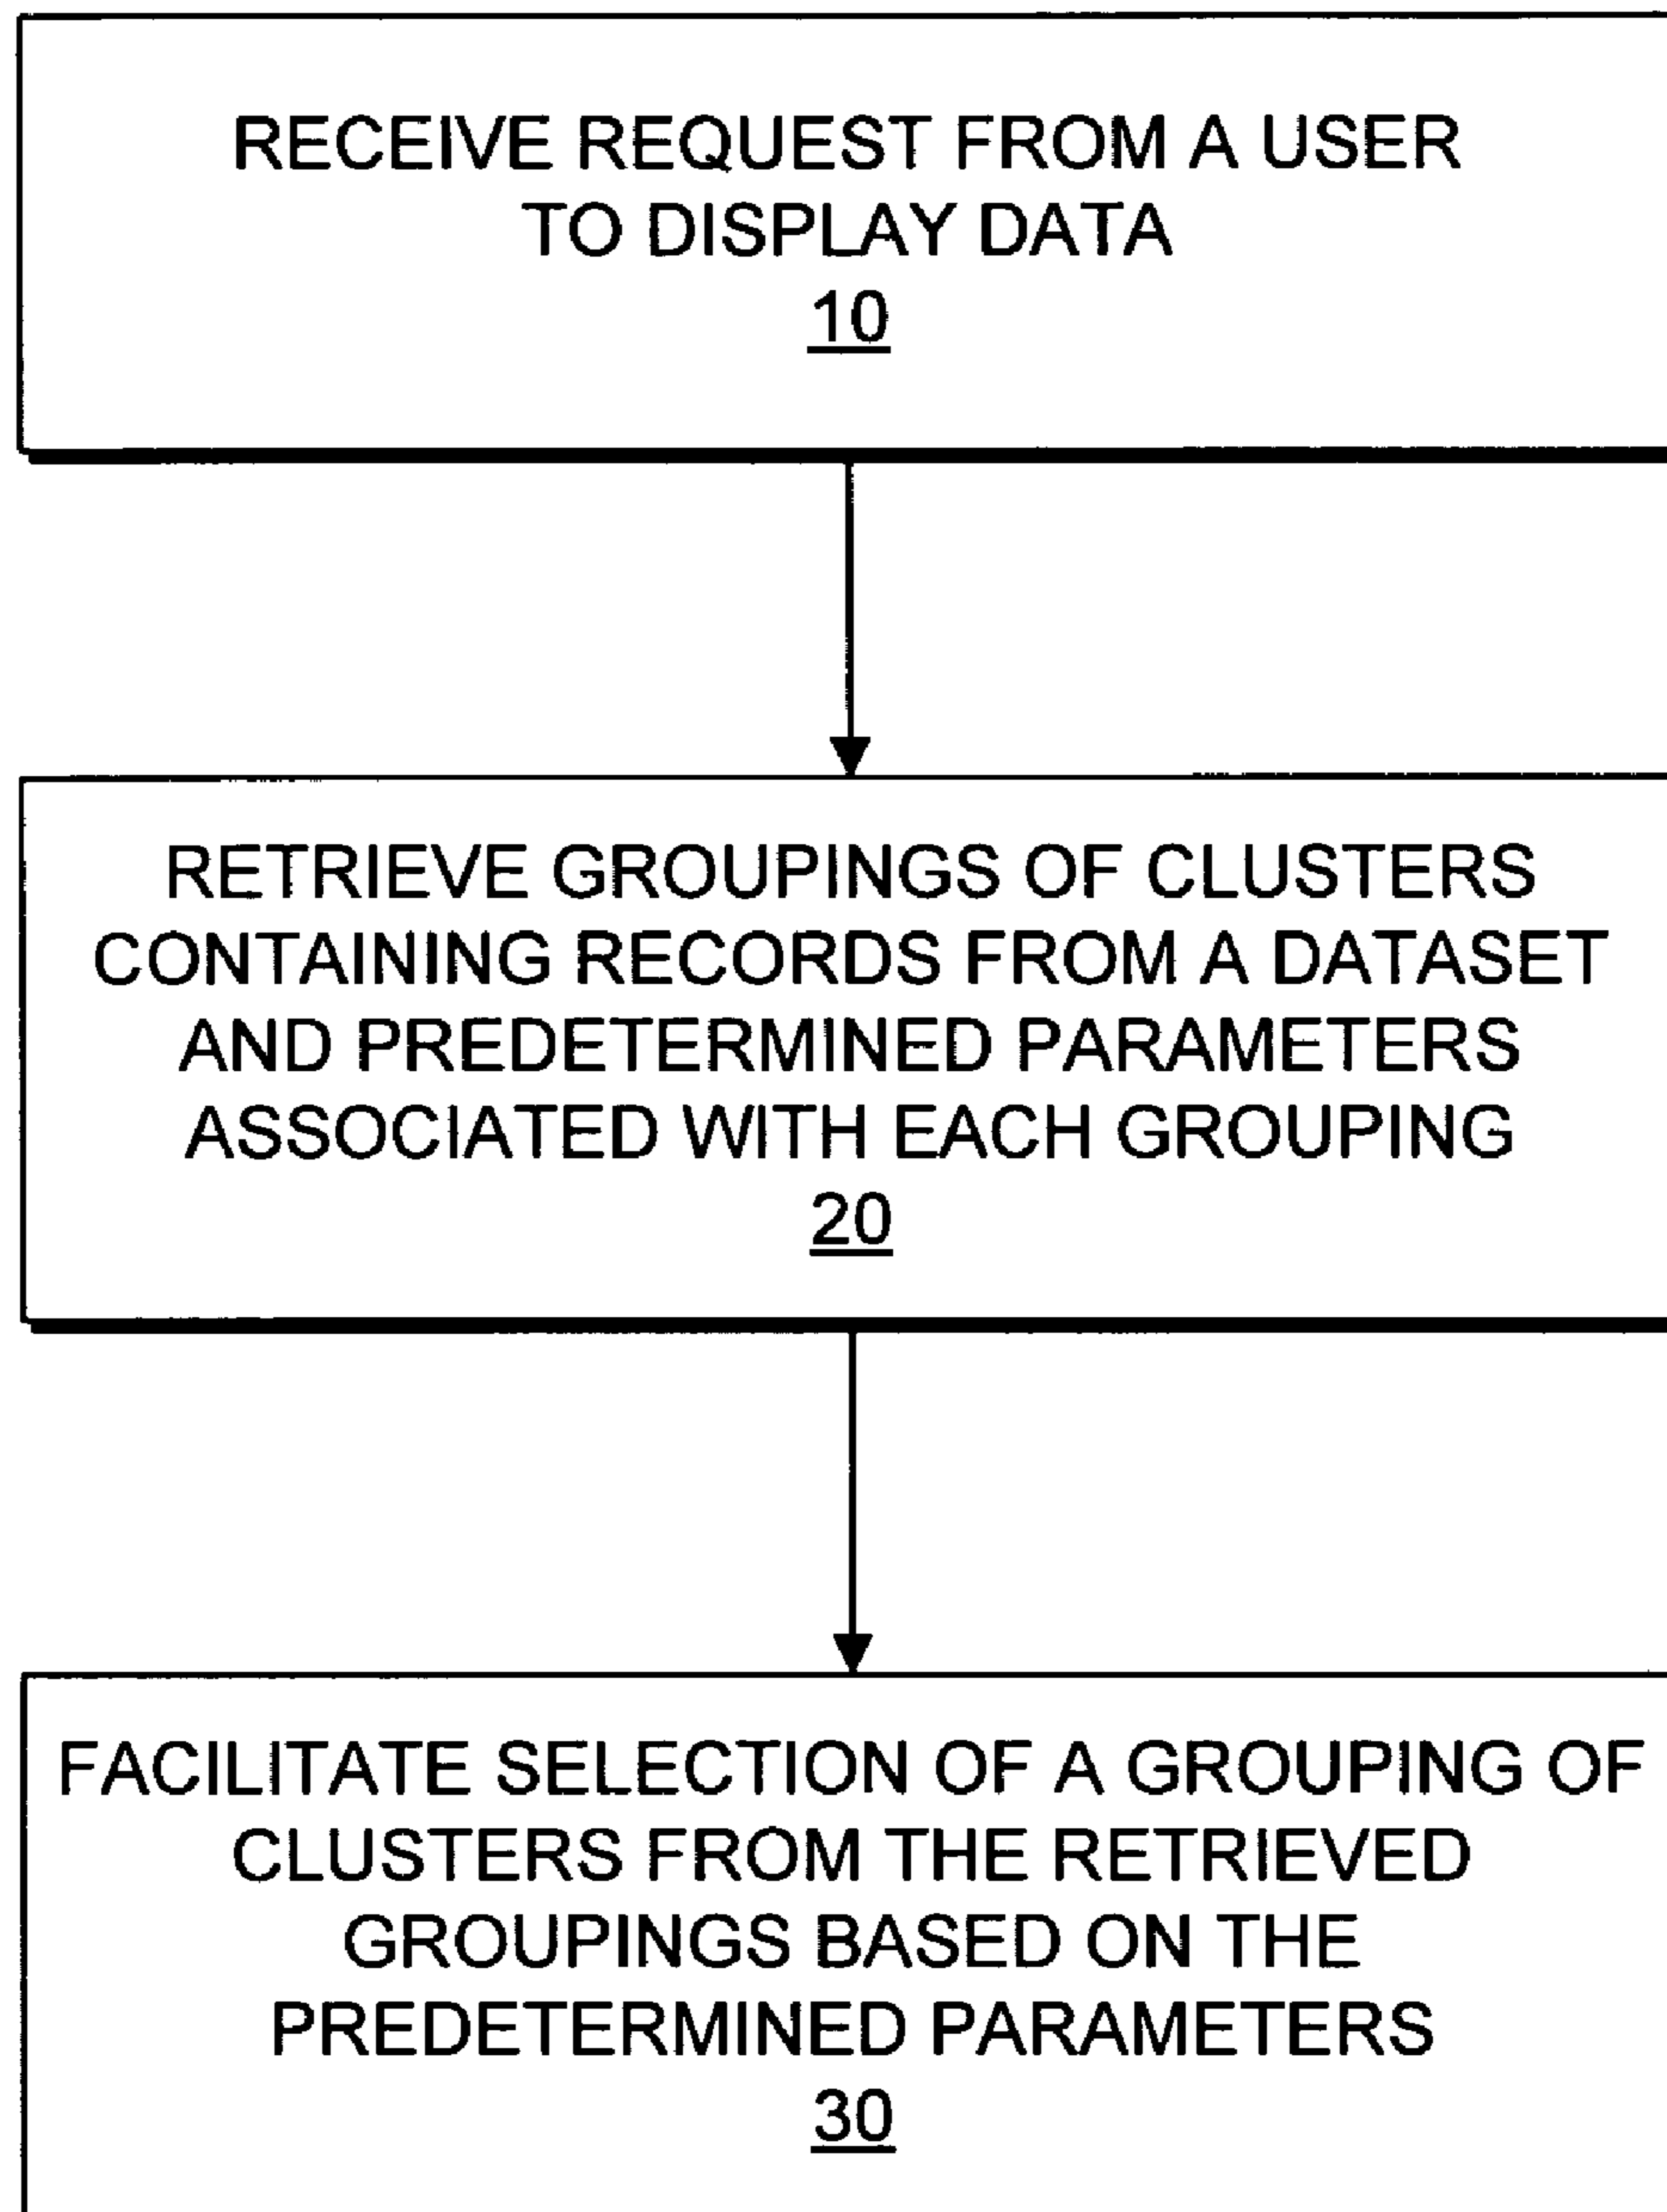 RECEIVE REQUEST FROM A USER
TO DISPLAY DATA
10
RETRIEVE GROUPINGS OF CLUSTERS
CONTAINING RECORDS FROM A DATASET
AND PREDETERMINED PARAMETERS
ASSOCIATED WITH EACH GROUPING
20
FACILITATE SELECTION OF A GROUPING OF
CLUSTERS FROM THE RETRIEVED
GROUPINGS BASED ON THE
PREDETERMINED PARAMETERS
30